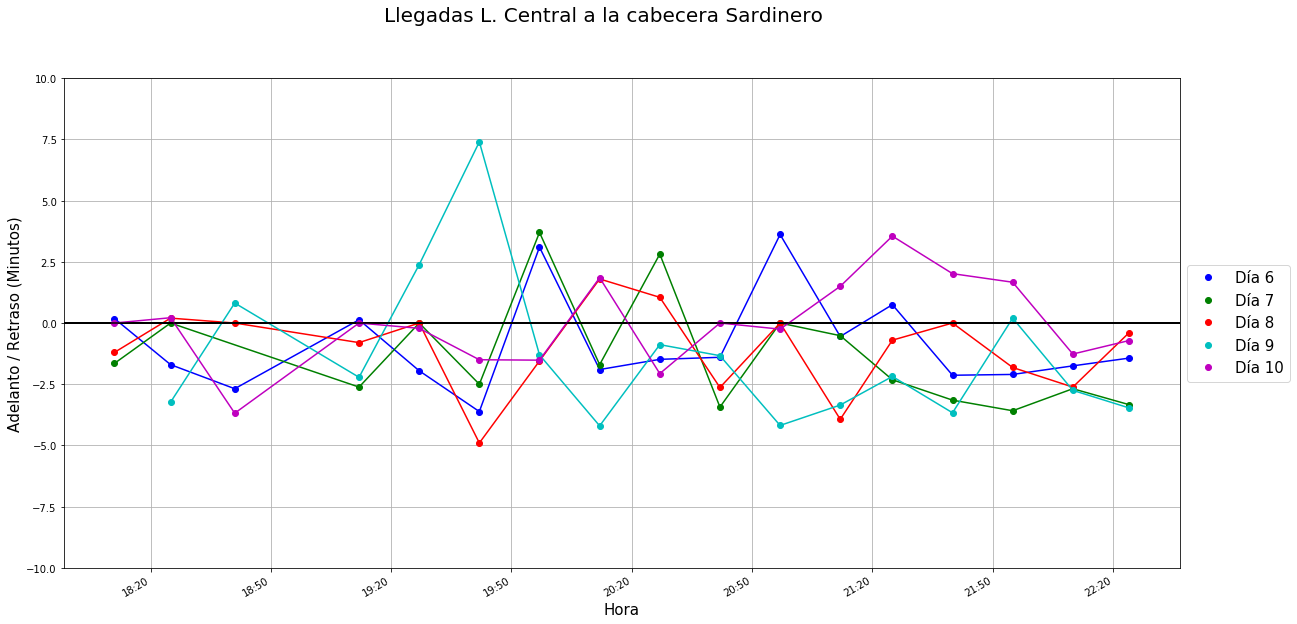 Llegadas L. Central a la cabecera Sardinero
Adelanto / Retraso (Minutos)
10.0
7.5
5.0
2.5
0.0
−2.5
−5.0
−7.5
−10.0
18:20
18:50
19:20
19:50
20:20
20:50
21:20
21:50
22:20
Hora
Día 6
Día 7
Día 8
Día 9
Día 10